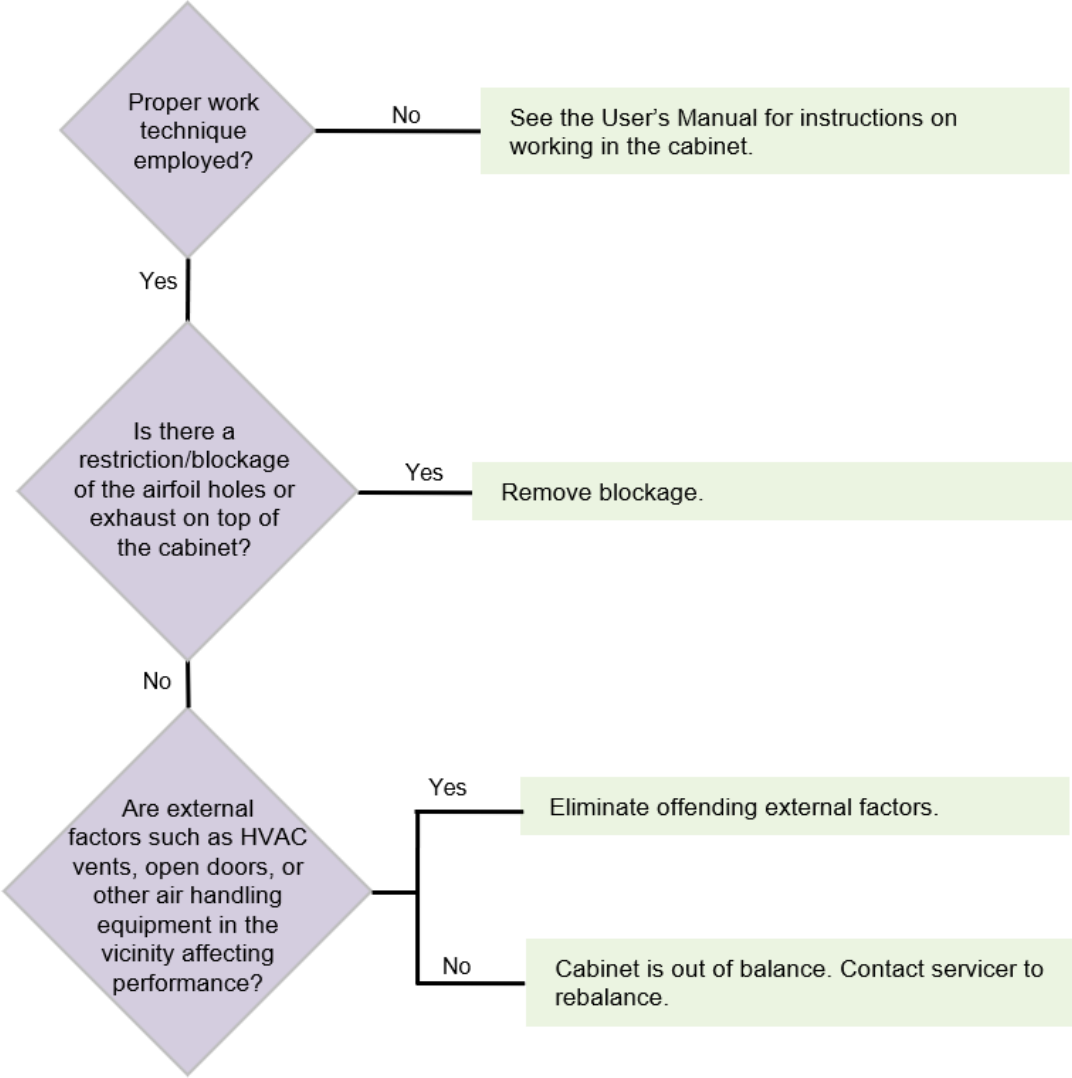 Proper work
technique
employed?
No
See the User's Manual for instructions on
working in the cabinet.
Yes
Is there a
restriction/blockage
of the airfoil holes or
exhaust on top of
the cabinet?
Yes
Remove blockage.
No
Are external
factors such as HVAC
vents, open doors, or
other air handling
equipment in the
vicinity affecting
performance?
Yes
Eliminate offending external factors.
No
Cabinet is out of balance. Contact servicer to
rebalance.